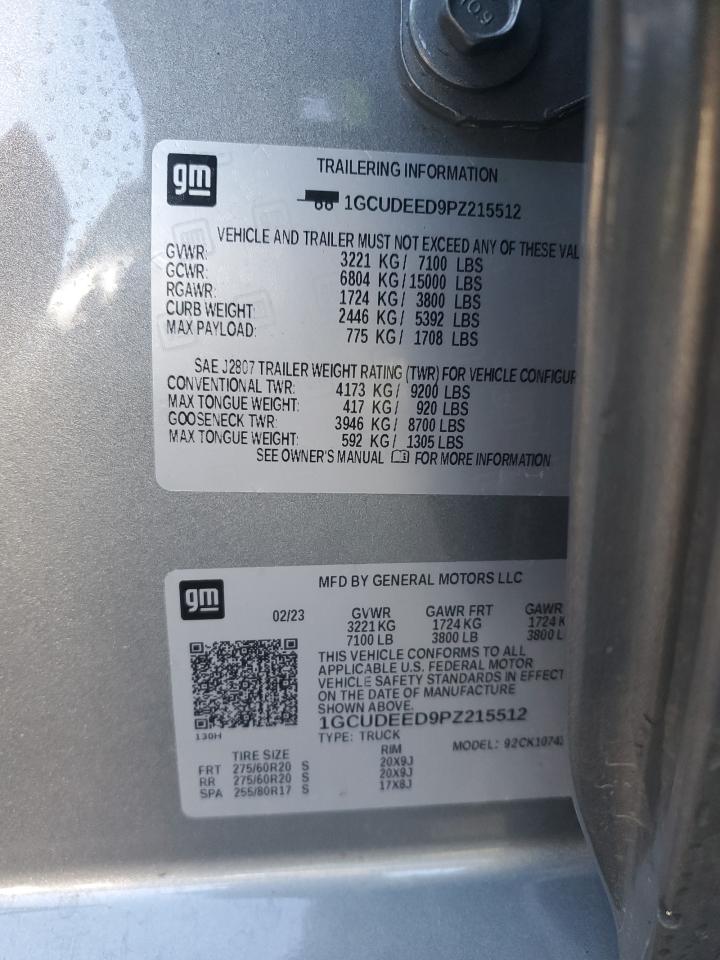 10.9
gm
TRAILERING INFORMATION
1GCUDEED9PZ215512
VEHICLE AND TRAILER MUST NOT EXCEED ANY OF THESE VAL
GVWR: 3221 KG/ 7100 LBS
GCWR: 6804 KG/15000 LBS
RGAWR: 1724 KG/ 3800 LBS
CURB WEIGHT: 2446 KG/ 5392 LBS
MAX PAYLOAD: 775 KG/ 1708 LBS
SAE J2807 TRAILER WEIGHT RATING (TWR) FOR VEHICLE CONFIGUR
CONVENTIONAL TWR: 4173 KG/ 9200 LBS
MAX TONGUE WEIGHT: 417 KG/ 920 LBS
GOOSENECK TWR: 3946 KG/ 8700 LBS
MAX TONGUE WEIGHT: 592 KG/ 1305 LBS
SEE OWNER'S MANUAL FOR MORE INFORMATION
gm
MFD BY GENERAL MOTORS LLC
02/23 GVWR GAWR FRT GAWR
3221 KG 1724 KG 1724 K
7100 LB 3800 LB 3800 L
THIS VEHICLE CONFORMS TO ALL
APPLICABLE U.S. FEDERAL MOTOR
VEHICLE SAFETY STANDARDS IN EFFECT
ON THE DATE OF MANUFACTURE
SHOWN ABOVE.
1GCUDEED9PZ215512
130H
TYPE: TRUCK MODEL: 92CK1074
TIRE SIZE RIM
FRT 275/60R20 S 20X9J
RR 275/60R20 S 20X9J
SPA 255/80R17 S 17X8J